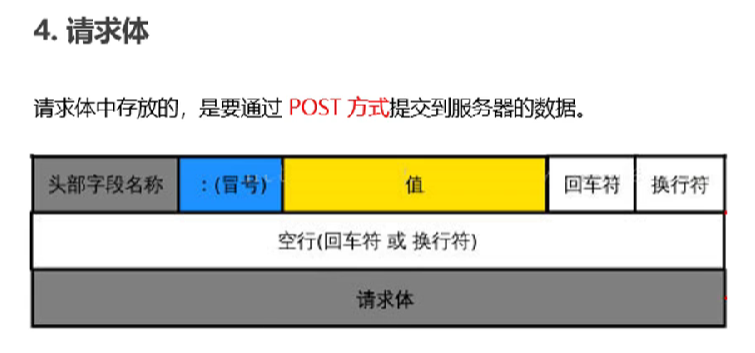 4. 请求体
请求体中存放的，是要通过 POST 方式提交到服务器的数据。
头部字段名称 : (冒号) 值 回车符 换行符
空行(回车符 或 换行符)
请求体